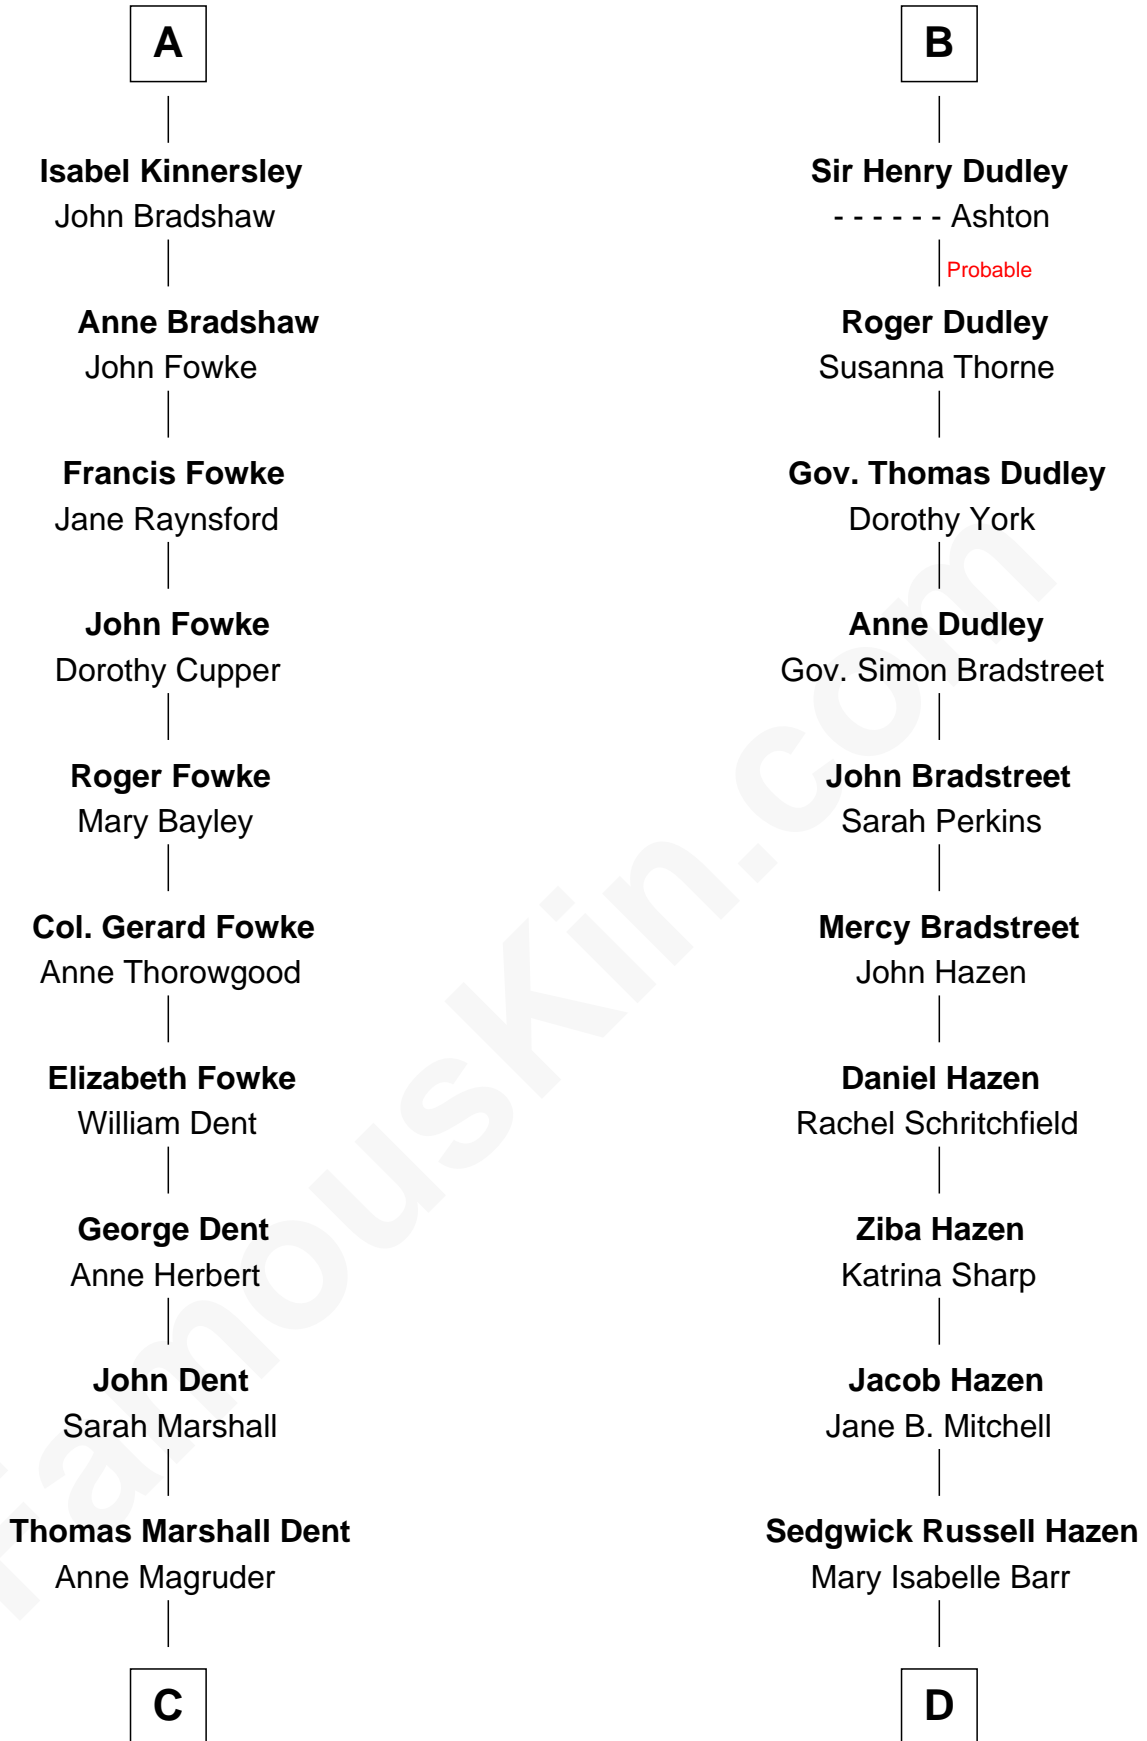 A
Isabel Kinnersley
John Bradshaw
Anne Bradshaw
John Fowke
Francis Fowke
Jane Raynsford
John Fowke
Dorothy Cupper
Roger Fowke
Mary Bayley
Col. Gerard Fowke
Anne Thorowgood
Elizabeth Fowke
William Dent
George Dent
Anne Herbert
John Dent
Sarah Marshall
Thomas Marshall Dent
Anne Magruder
C
B
Sir Henry Dudley
- - - - - - Ashton
Probable
Roger Dudley
Susanna Thorne
Gov. Thomas Dudley
Dorothy York
Anne Dudley
Gov. Simon Bradstreet
John Bradstreet
Sarah Perkins
Mercy Bradstreet
John Hazen
Daniel Hazen
Rachel Schritchfield
Ziba Hazen
Katrina Sharp
Jacob Hazen
Jane B. Mitchell
Sedgwick Russell Hazen
Mary Isabelle Barr
D
FamousKin.com